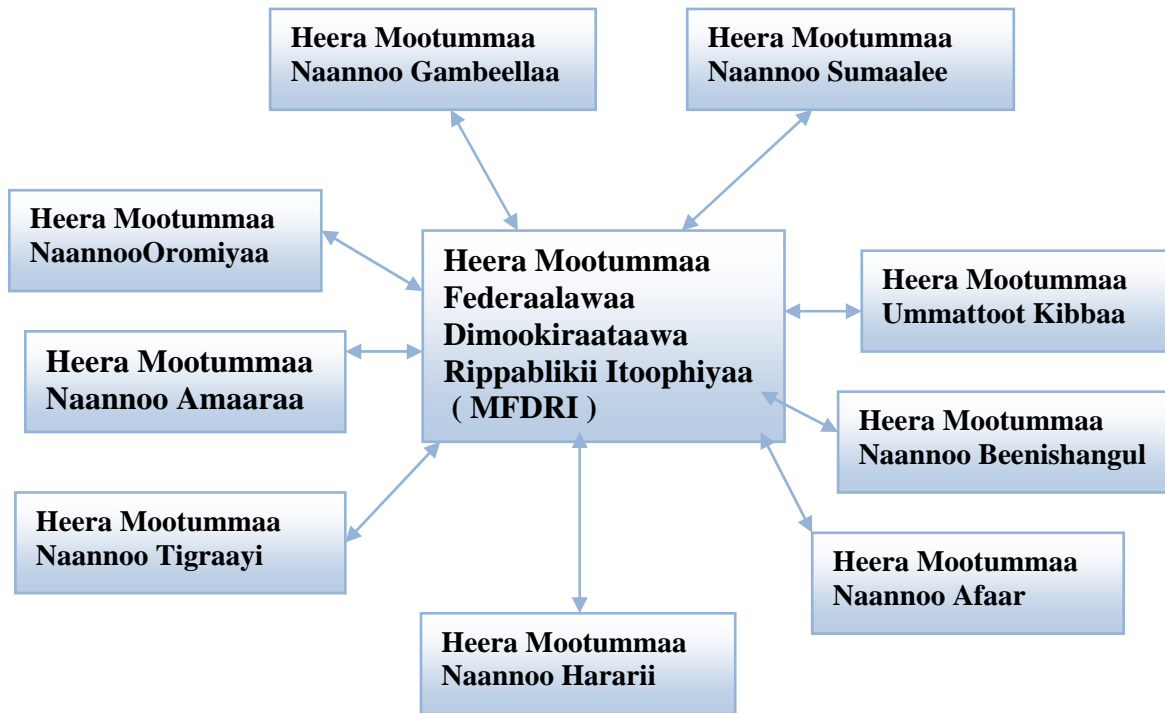 Heera Mootummaa
Naannoo Gambeellaa
Heera Mootummaa
Naannoo Sumaalee
Heera Mootummaa
NaannooOromiyaa
Heera Mootummaa
Federaalawaa
Dimookiraataawa
Rippablikii Itoophiyaa
( MFDRI )
Heera Mootummaa
Ummattoot Kibbaa
Heera Mootummaa
Naannoo Amaaraa
Heera Mootummaa
Naannoo Beenishangul
Heera Mootummaa
Naannoo Tigraayi
Heera Mootummaa
Naannoo Afaar
Heera Mootummaa
Naannoo Hararii